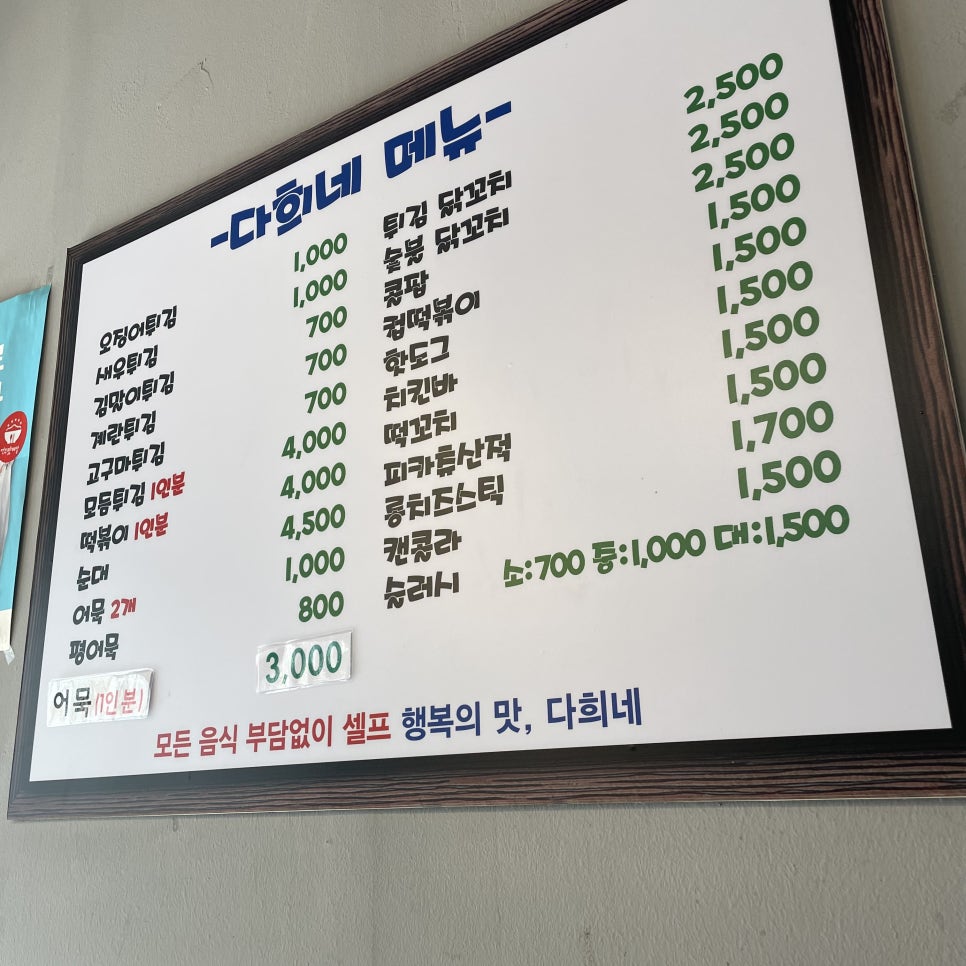 -다희네 메뉴-
오징어튀김 1,000
새우튀김 1,000
김말이튀김 700
계란튀김 700
고구마튀김 700
모듬튀김 1인분 4,000
떡볶이 1인분 4,000
순대 4,500
어묵 2개 1,000
평어묵 800
어묵(1인분) 3,000
튀김 닭꼬치 2,500
숯불 닭꼬치 2,500
콜팝 2,500
컵떡볶이 1,500
핫도그 1,500
치킨바 1,500
떡꼬치 1,500
피카츄산적 1,500
롱치즈스틱 1,700
캔콜라 1,500
슬러시 소:700 중:1,000 대:1,500
모든 음식 부담없이 셀프 행복의 맛, 다희네